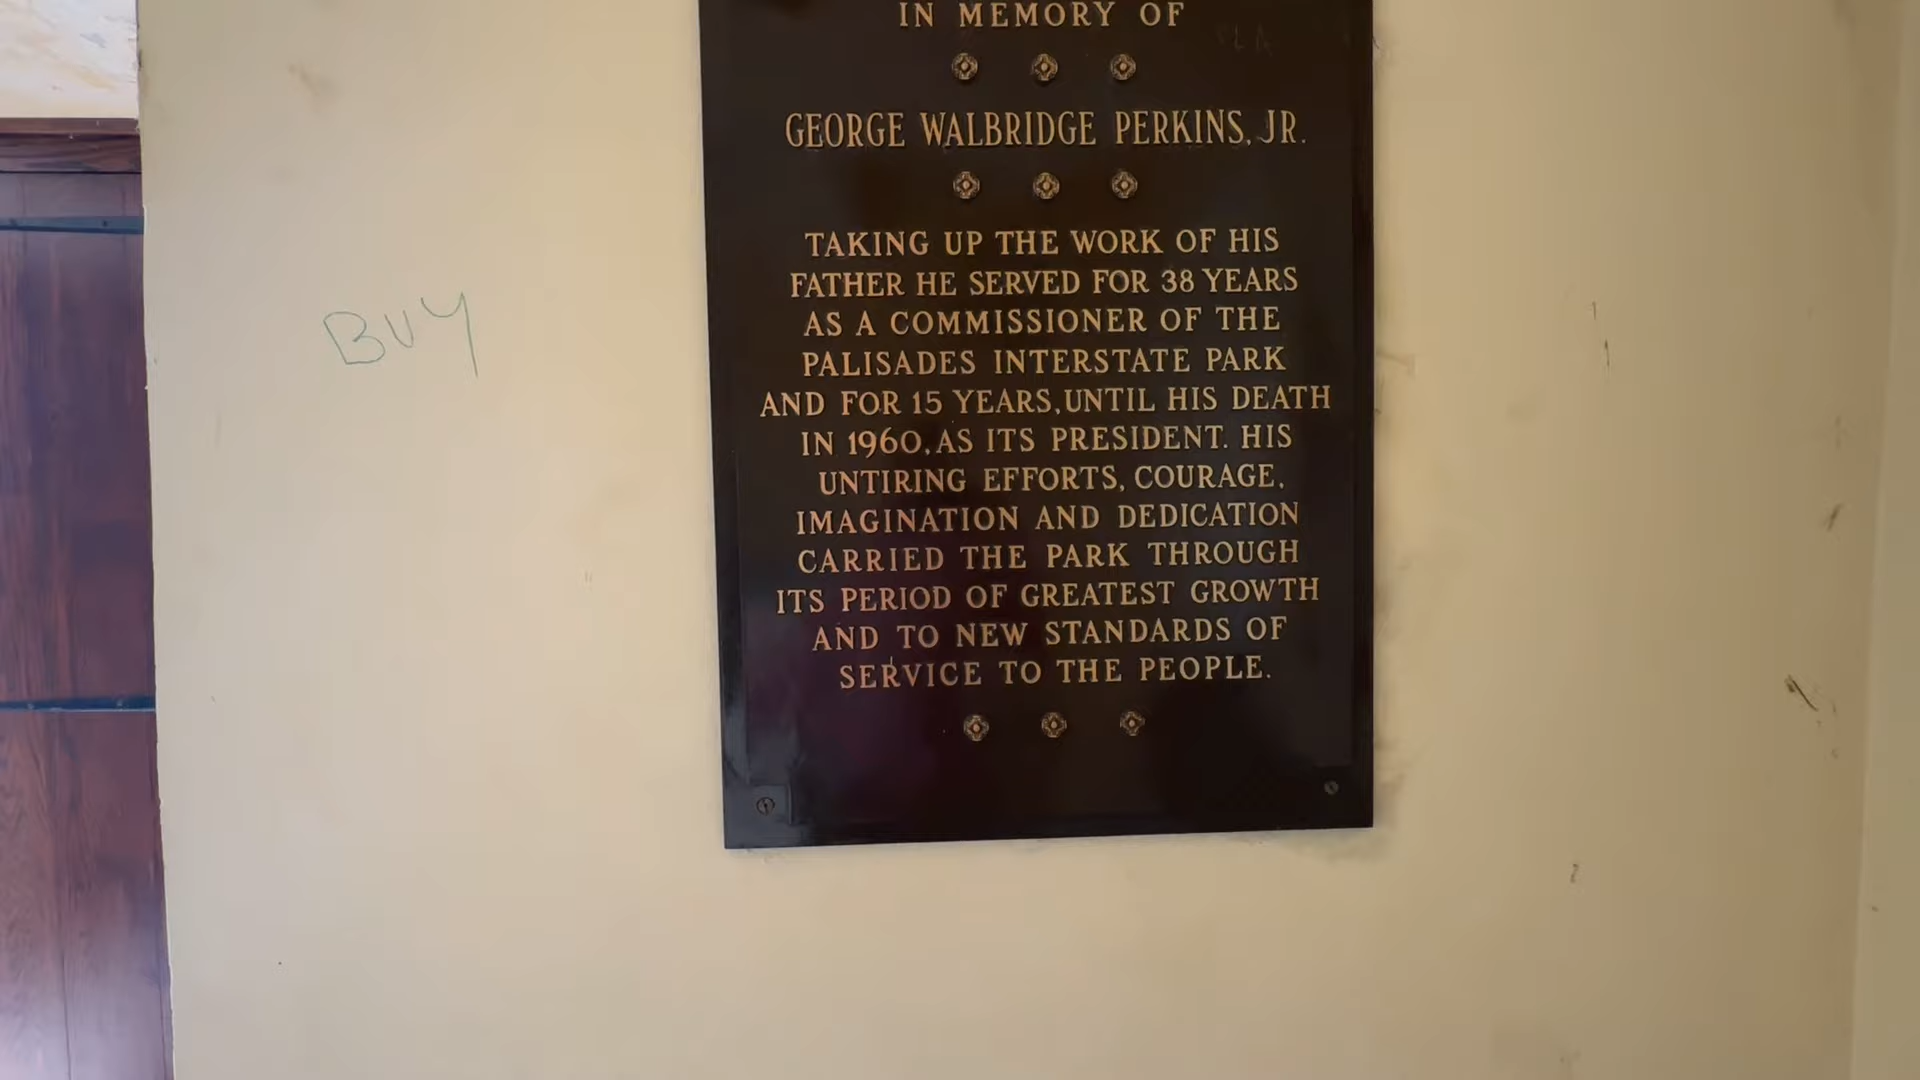 IN MEMORY OF
GEORGE WALBRIDGE PERKINS, JR.
TAKING UP THE WORK OF HIS
FATHER HE SERVED FOR 38 YEARS
AS A COMMISSIONER OF THE
PALISADES INTERSTATE PARK
AND FOR 15 YEARS, UNTIL HIS DEATH
IN 1960, AS ITS PRESIDENT. HIS
UNTIRING EFFORTS, COURAGE,
IMAGINATION AND DEDICATION
CARRIED THE PARK THROUGH
ITS PERIOD OF GREATEST GROWTH
AND TO NEW STANDARDS OF
SERVICE TO THE PEOPLE.
BUY